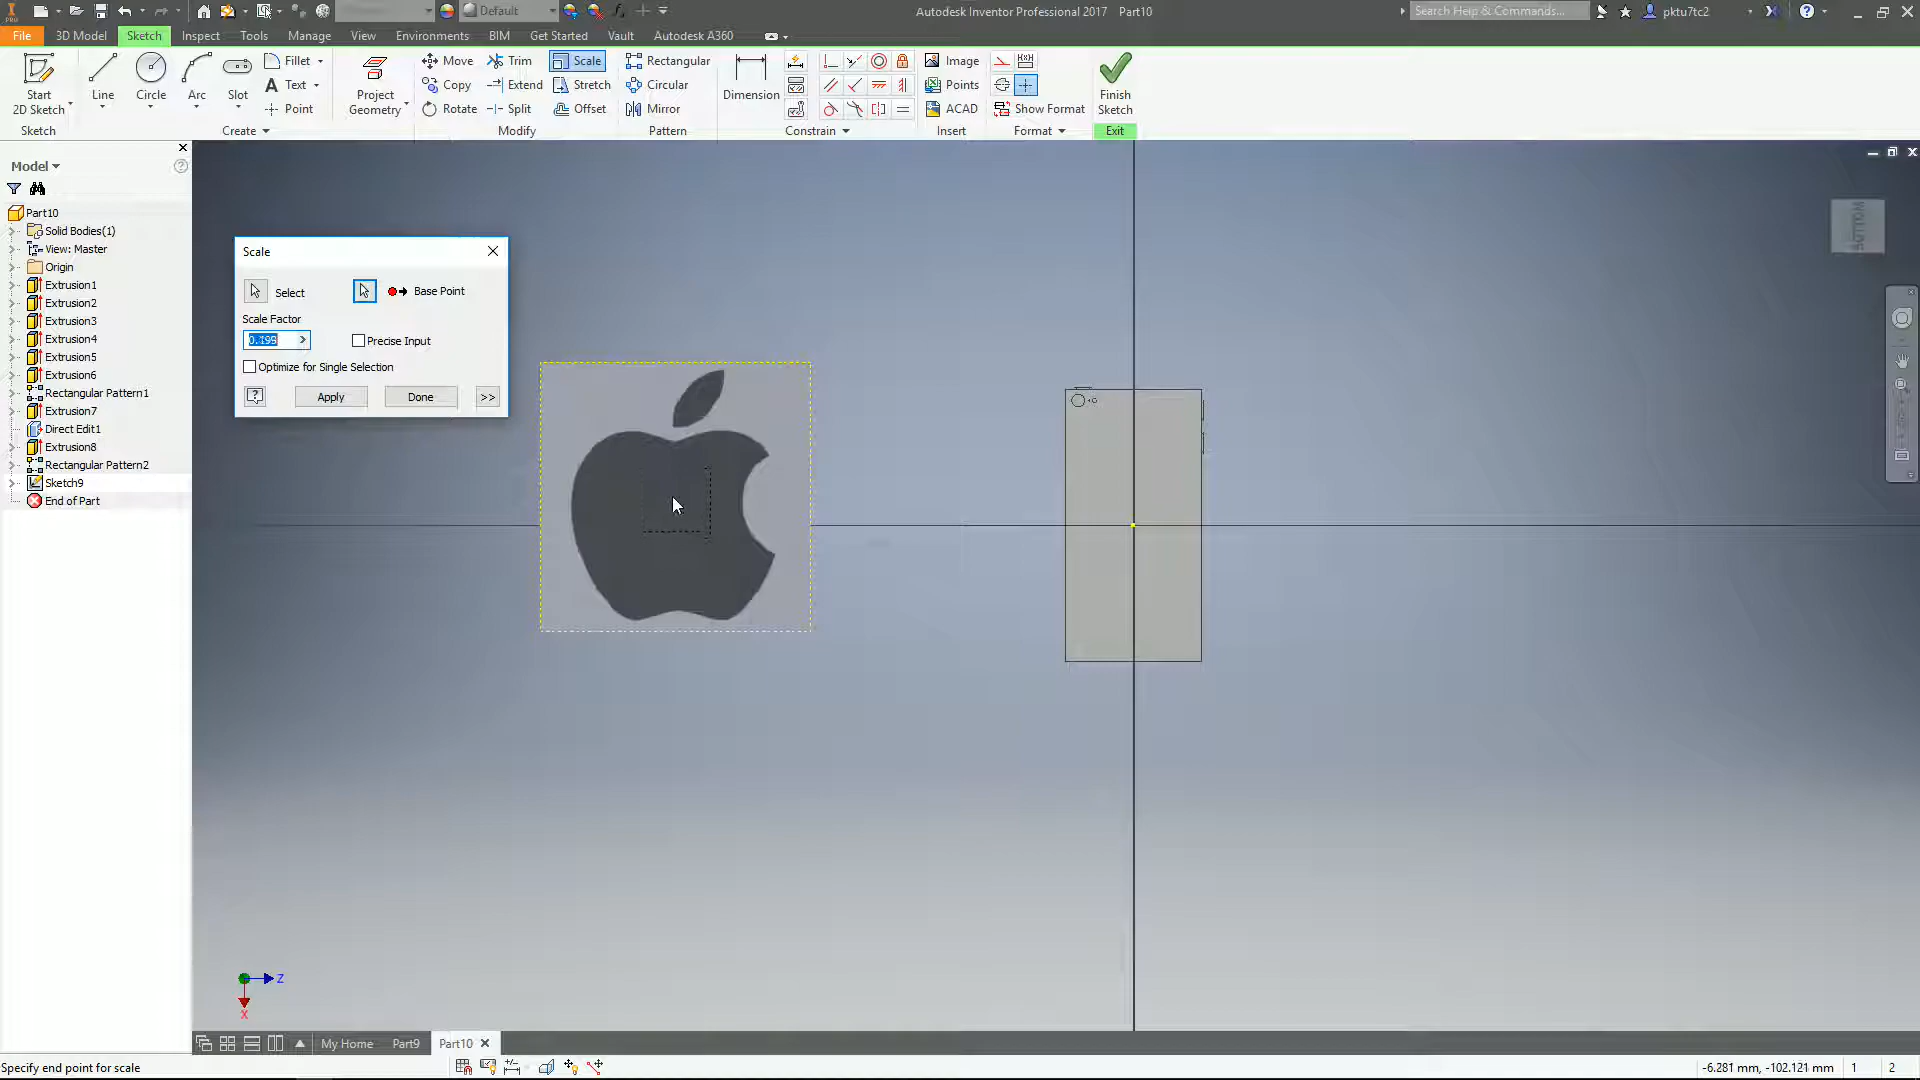 Default
Autodesk Inventor Professional 2017 Part10
Search Help & Commands...
pktu7tc2
File 3D Model Sketch Inspect Tools Manage View Environments BIM Get Started Vault Autodesk A360
Start 2D Sketch
Line Circle Arc Slot
Fillet
Text
Point
Project Geometry
Move Trim Scale
Copy Extend Stretch
Rotate Split Offset
Rectangular
Circular
Mirror
Dimension
Image
Points
ACAD
Show Format
Finish Sketch
Sketch Create Modify Pattern Constrain Insert Format Exit
Model
Part10
Solid Bodies(1)
View: Master
Origin
Extrusion1
Extrusion2
Extrusion3
Extrusion4
Extrusion5
Extrusion6
Rectangular Pattern1
Extrusion7
Direct Edit1
Extrusion8
Rectangular Pattern2
Sketch9
End of Part
Scale
Select Base Point
Scale Factor
0.199 Precise Input
Optimize for Single Selection
Apply Done >>
BOTTOM
Z
X
My Home Part9 Part10
Specify end point for scale
-6.281 mm, -102.121 mm 1 2